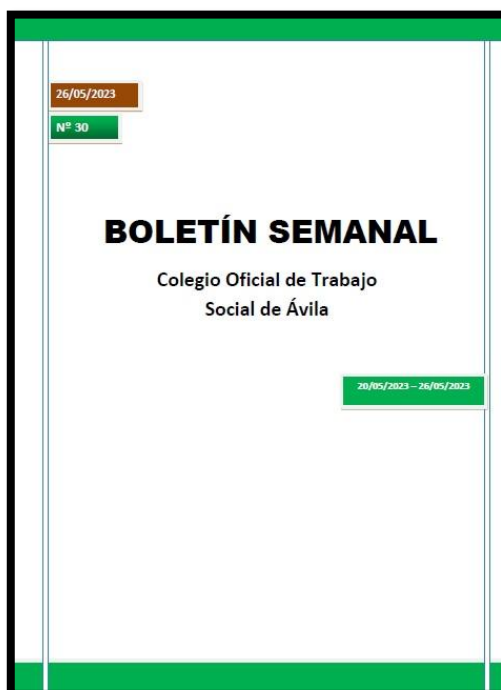 26/05/2023
Nº 30
BOLETÍN SEMANAL
Colegio Oficial de Trabajo
Social de Ávila
20/05/2023 – 26/05/2023